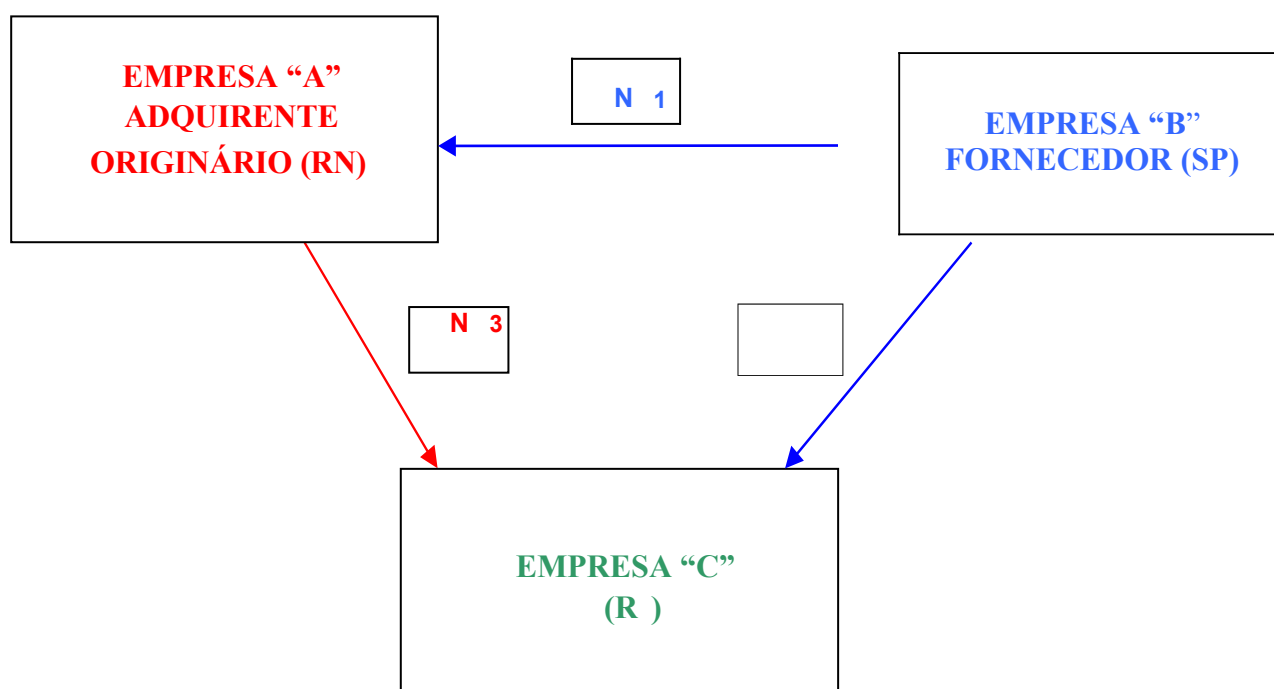 EMPRESA “A”
ADQUIRENTE
ORIGINÁRIO (RN)
N 1
EMPRESA “B”
FORNECEDOR (SP)
N 3
EMPRESA “C”
(R )